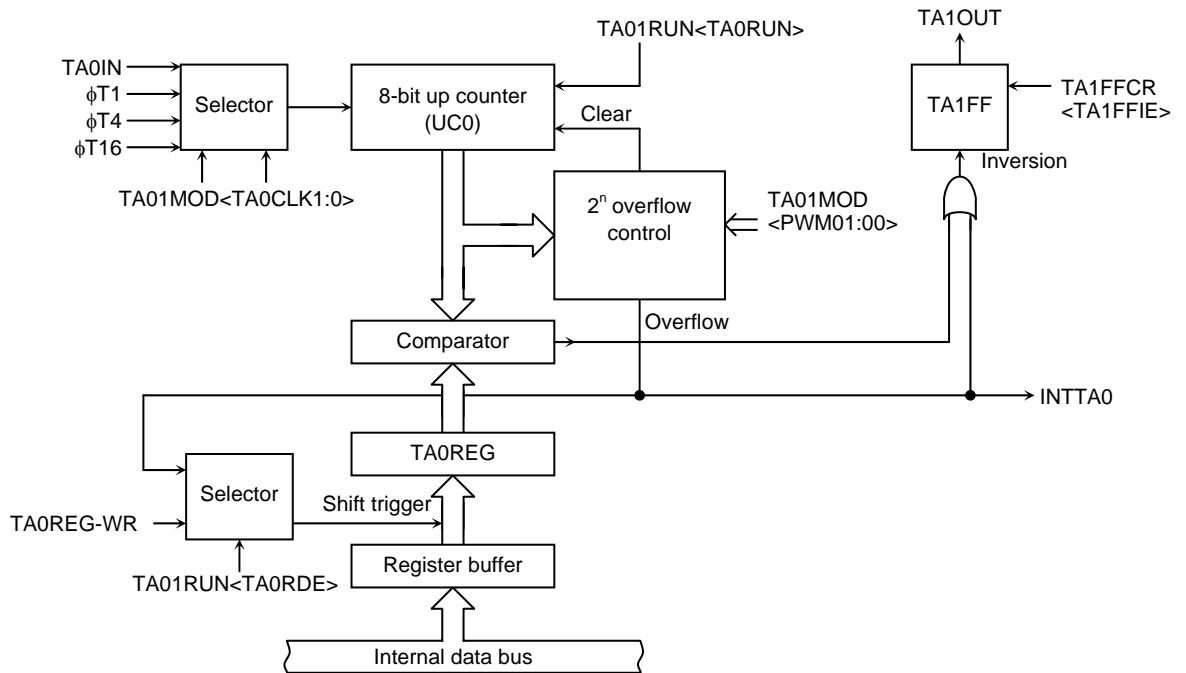 TA01RUN<TA0RUN>
TA1OUT
TA0IN
ϕT1
ϕT4
ϕT16
Selector
8-bit up counter
(UC0)
Clear
TA1FF
TA1FFCR
<TA1FFIE>
Inversion
TA01MOD<TA0CLK1:0>
2ⁿ overflow
control
TA01MOD
<PWM01:00>
Overflow
Comparator
INTTA0
TA0REG
Selector
Shift trigger
TA0REG-WR
Register buffer
TA01RUN<TA0RDE>
Internal data bus